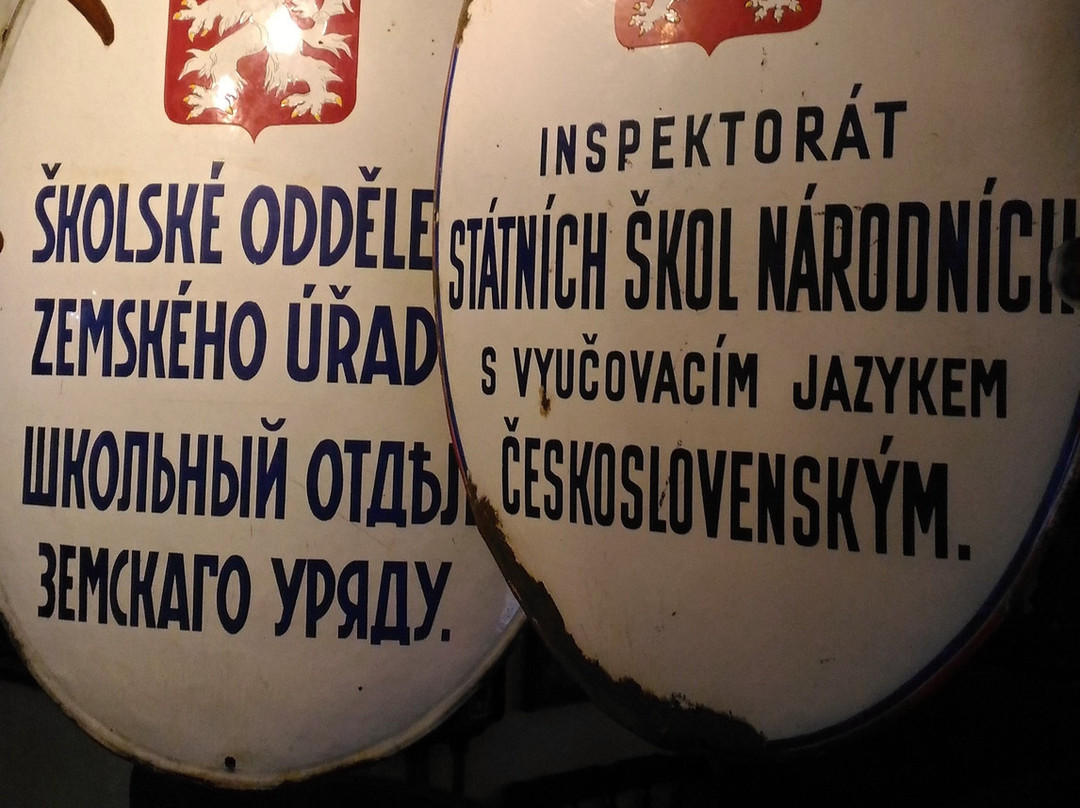 ŠKOLSKÉ ODDĚLE
ZEMSKÉHO ÚŘAD
ШКОЛЬНЫЙ ОТДѢЛ
ЗЕМСКАГО УРЯДУ.
INSPEKTORÁT
STÁTNÍCH ŠKOL NÁRODNÍCH
S VYUČOVACÍM JAZYKEM
ČESKOSLOVENSKÝM.